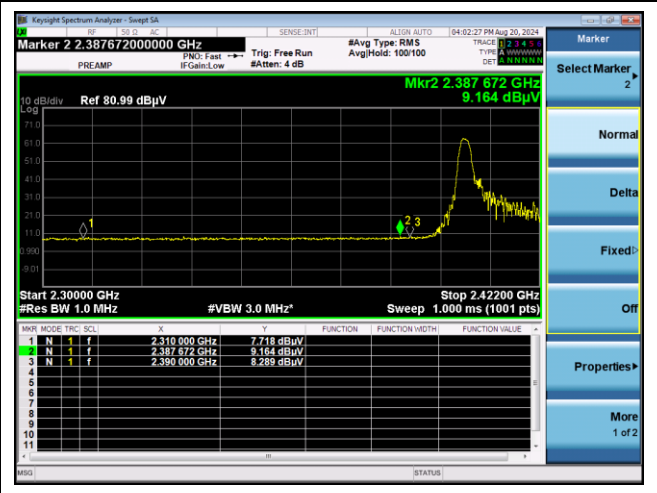 Keysight Spectrum Analyzer - Swept SA
RF 50 Ω AC SENSE:INT ALIGN AUTO 04:02:27 PM Aug 20, 2024
Marker 2 2.387672000000 GHz
PREAMP
PNO: Fast
IFGain:Low
Trig: Free Run
#Atten: 4 dB
#Avg Type: RMS
Avg|Hold: 100/100
TRACE 1 2 3 4 5 6
TYPE A WWWWW
DET A N N N N N
Mkr2 2.387 672 GHz
9.164 dBµV
10 dB/div Ref 80.99 dBµV
Log
71.0
61.0
51.0
41.0
31.0
21.0
11.0
0.990
-9.01
1
2
3
Start 2.30000 GHz Stop 2.42200 GHz
#Res BW 1.0 MHz #VBW 3.0 MHz* Sweep 1.000 ms (1001 pts)
MKR MODE TRC SCL X Y FUNCTION FUNCTION WIDTH FUNCTION VALUE
1 N 1 f 2.310 000 GHz 7.718 dBµV
2 N 1 f 2.387 672 GHz 9.164 dBµV
3 N 1 f 2.390 000 GHz 8.289 dBµV
4
5
6
7
8
9
10
11
MSG STATUS
Marker
Select Marker
2
Normal
Delta
Fixed
Off
Properties
More
1 of 2